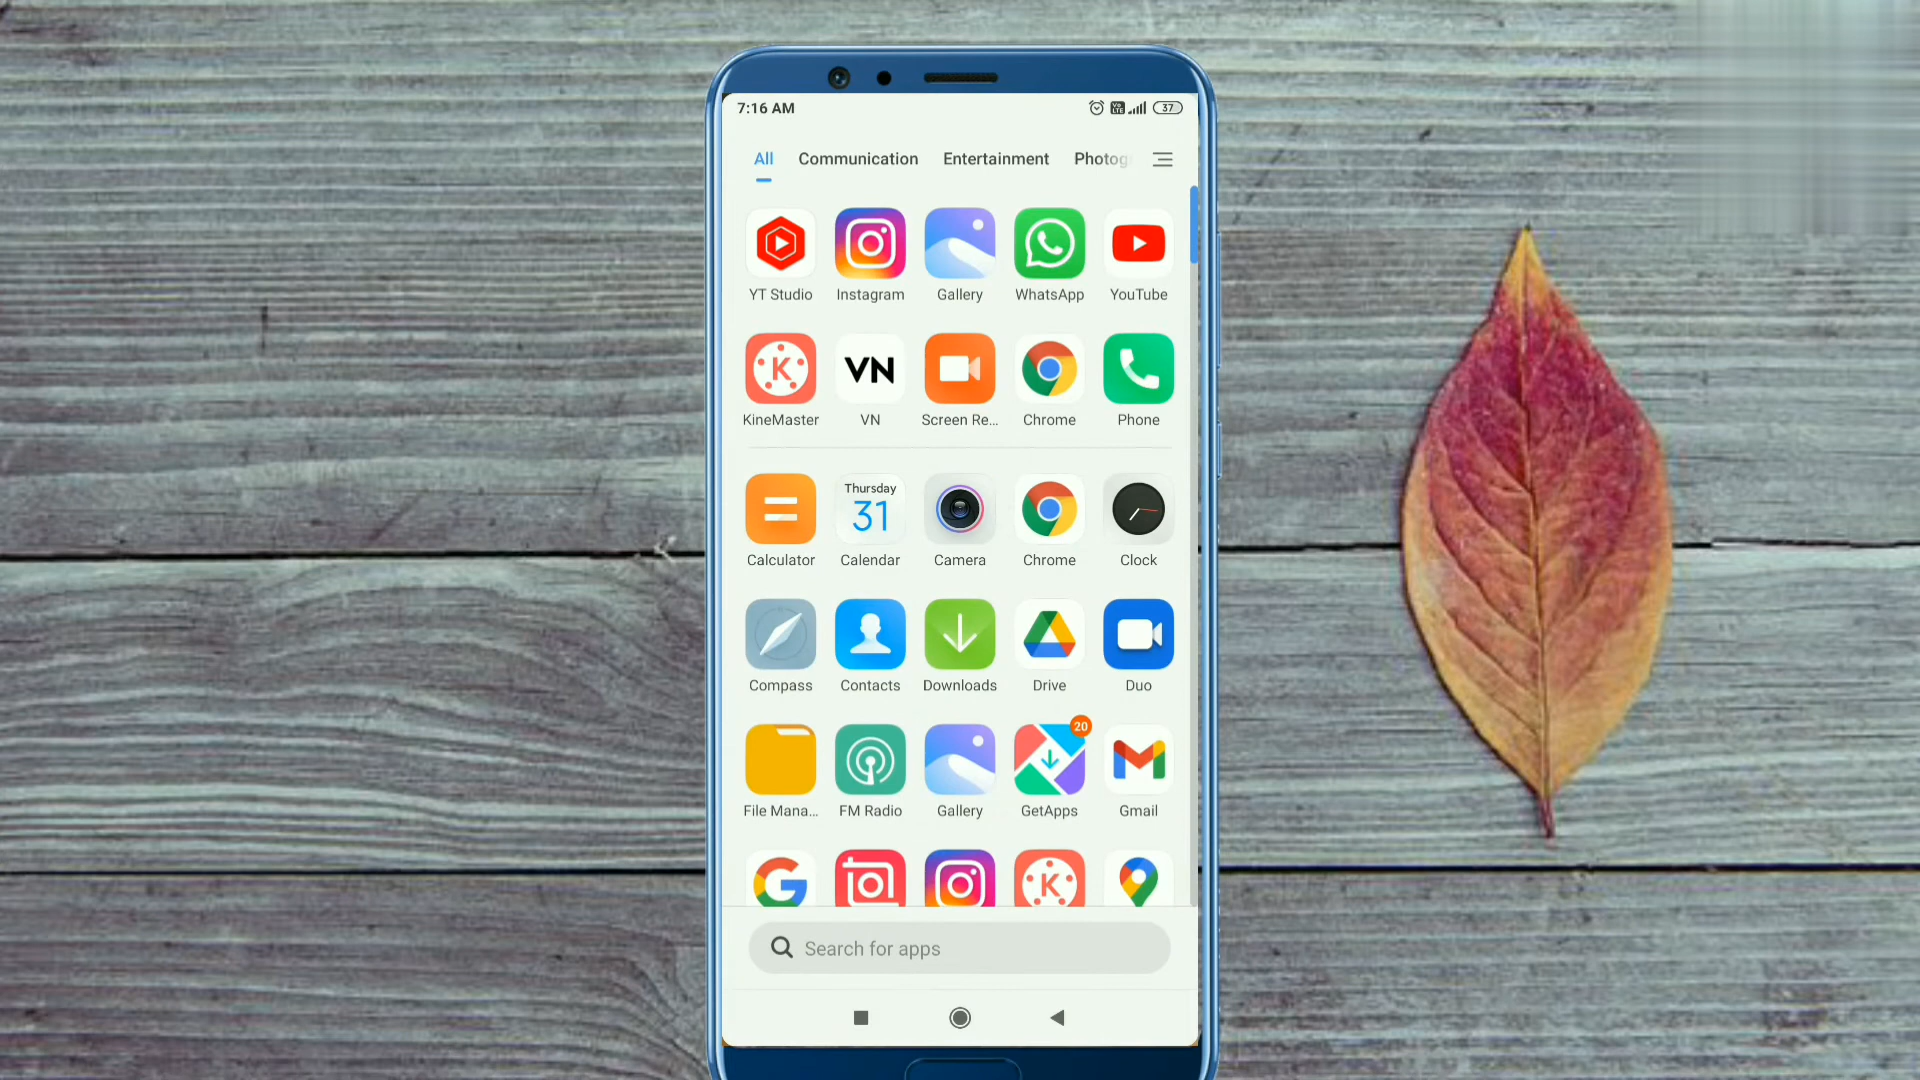 7:16 AM
37
All Communication Entertainment Photog
YT Studio Instagram Gallery WhatsApp YouTube
K VN
KineMaster VN Screen Re... Chrome Phone
Thursday
31
Calculator Calendar Camera Chrome Clock
Compass Contacts Downloads Drive Duo
20
File Mana... FM Radio Gallery GetApps Gmail
K
Search for apps